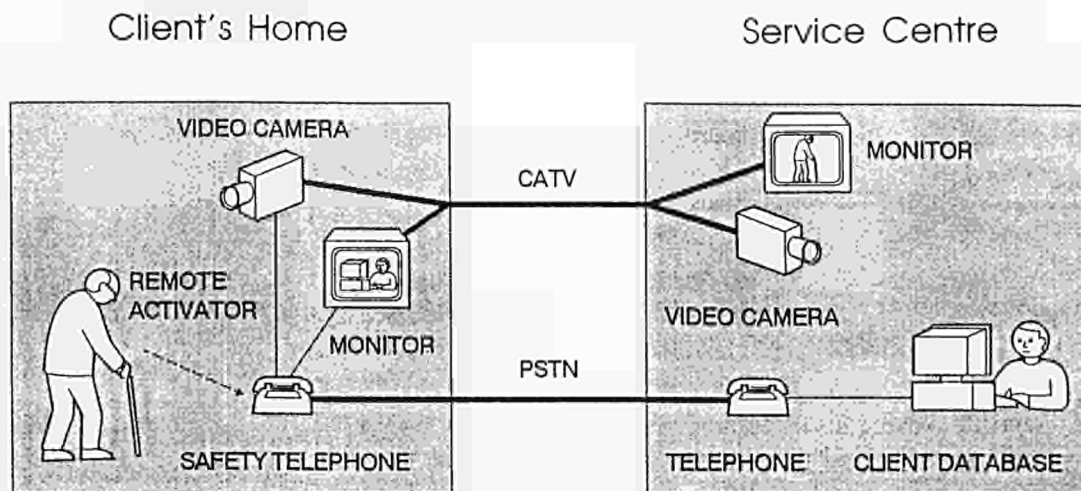 Client's Home
Service Centre
VIDEO CAMERA
MONITOR
CATV
REMOTE
ACTIVATOR
VIDEO CAMERA
MONITOR
PSTN
SAFETY TELEPHONE
TELEPHONE
CLIENT DATABASE